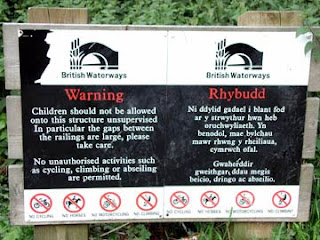 British Waterways
Warning
Children should not be allowed
onto this structure unsupervised
In particular the gaps between
the railings are large, please
take care.
No unauthorised activities such
as cycling, climbing or abseiling
are permitted.
NO CYCLING NO HORSES NO MOTORCYCLING NO CLIMBING
British Waterways
Rhybudd
Ni ddylid gadael i blant fod
ar y strwythur hwn heb
oruchwyliaeth. Yn
benodol, mae bylchau
mawr rhwng y rheiliaua,
cymrwch ofal.
Gwaherddir
gweithgarwddau megis
beicio, dringo ac abseilio.
NO CYCLING NO HORSES NO MOTORCYCLING NO CLIMBING